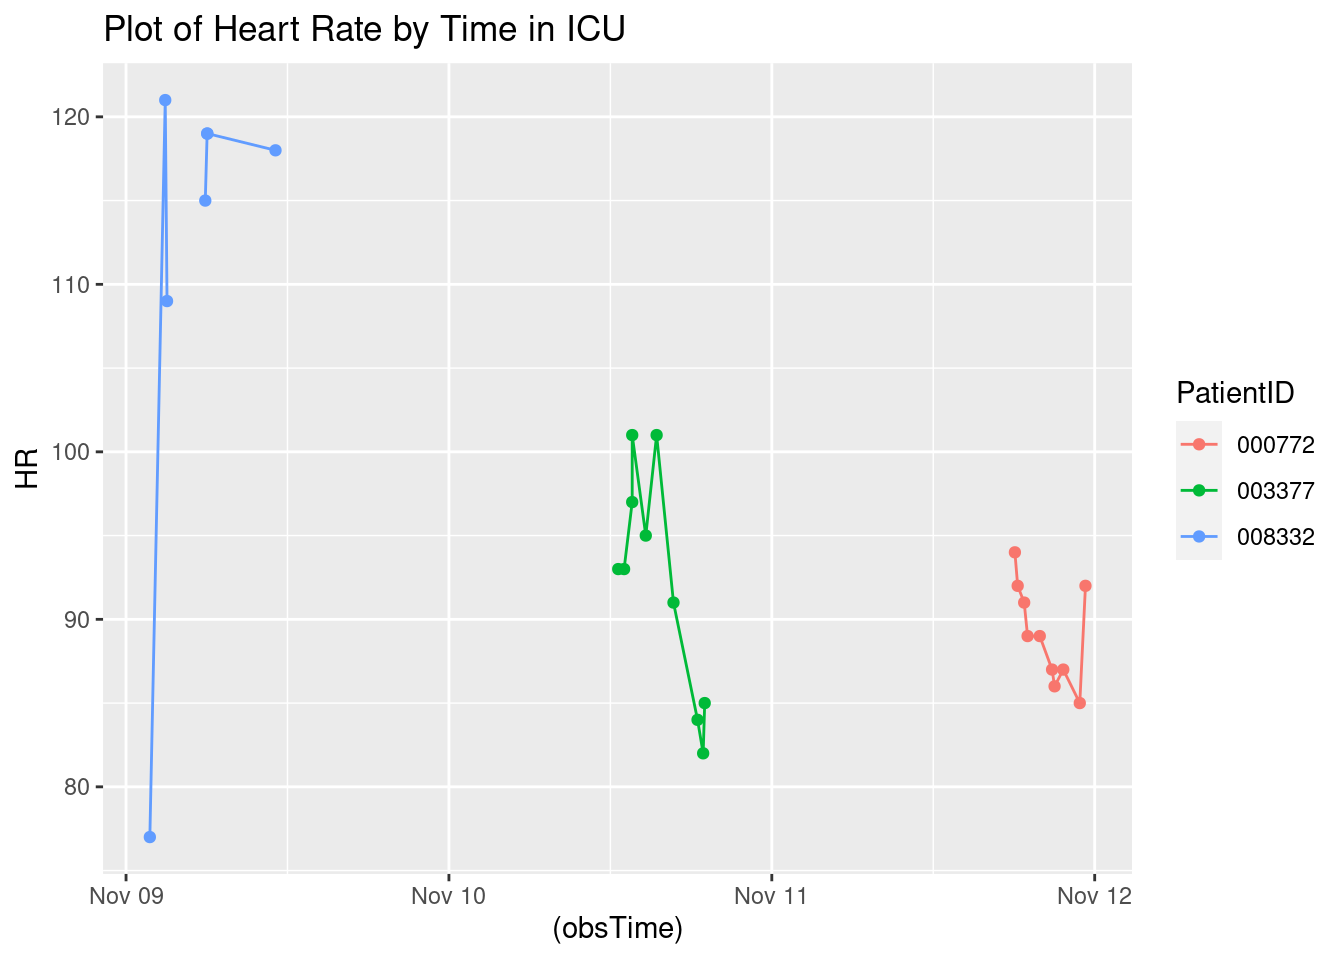 Plot of Heart Rate by Time in ICU
120
110
100
90
80
HR
Nov 09
Nov 10
Nov 11
Nov 12
(obsTime)
PatientID
000772
003377
008332